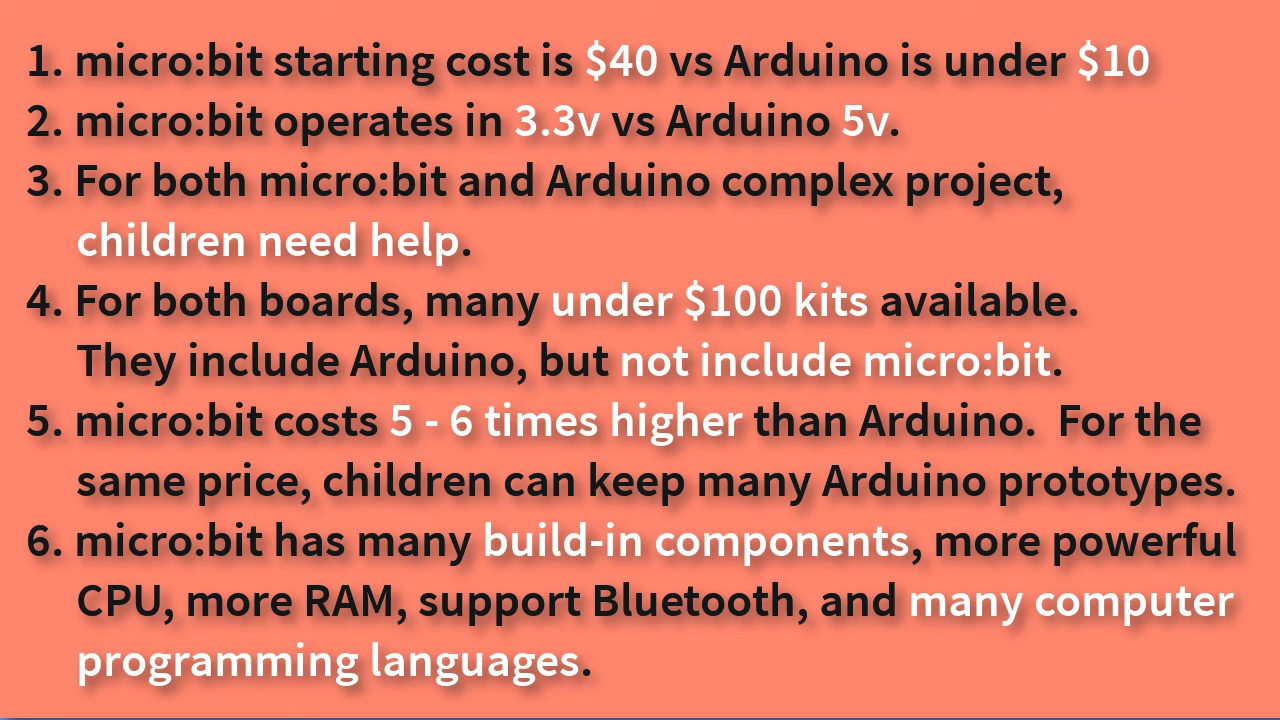 1. micro:bit starting cost is $40 vs Arduino is under $10
2. micro:bit operates in 3.3v vs Arduino 5v.
3. For both micro:bit and Arduino complex project,
children need help.
4. For both boards, many under $100 kits available.
They include Arduino, but not include micro:bit.
5. micro:bit costs 5 - 6 times higher than Arduino.  For the
same price, children can keep many Arduino prototypes.
6. micro:bit has many build-in components, more powerful
CPU, more RAM, support Bluetooth, and many computer
programming languages.